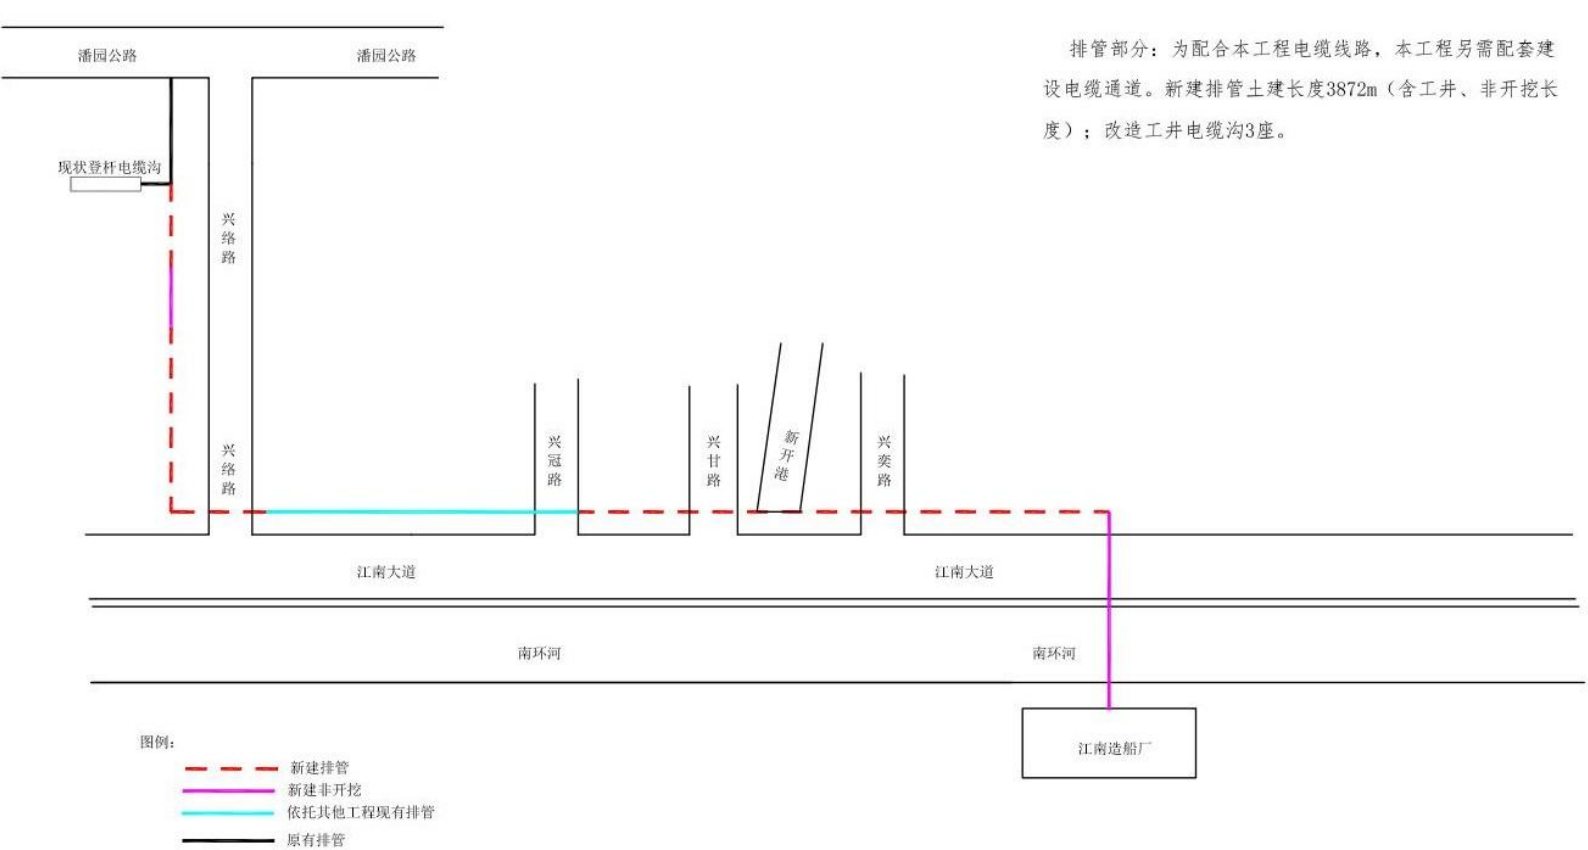 潘园公路
潘园公路
排管部分：为配合本工程电缆线路，本工程另需配套建
设电缆通道。新建排管土建长度3872m（含工井、非开挖长
度）；改造工井电缆沟3座。
现状登杆电缆沟
兴络路
兴络路
兴冠路
兴甘路
新开港
兴奕路
江南大道
江南大道
南环河
南环河
江南造船厂
图例：
新建排管
新建非开挖
依托其他工程现有排管
原有排管